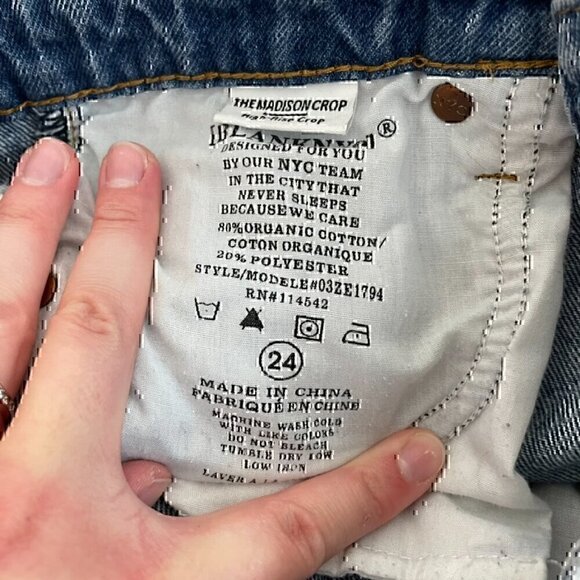 THE MADISON CROP
High-Rise Crop
[BLANKNYC]®
DESIGNED FOR YOU
BY OUR NYC TEAM
IN THE CITY THAT
NEVER SLEEPS
BECAUSE WE CARE
80% ORGANIC COTTON/
COTON ORGANIQUE
20% POLYESTER
STYLE/MODELE#03ZE1794
RN#114542
24
MADE IN CHINA
FABRIQUÉ EN CHINE
MACHINE WASH COLD
WITH LIKE COLORS
DO NOT BLEACH
TUMBLE DRY LOW
LOW IRON
LAVER A